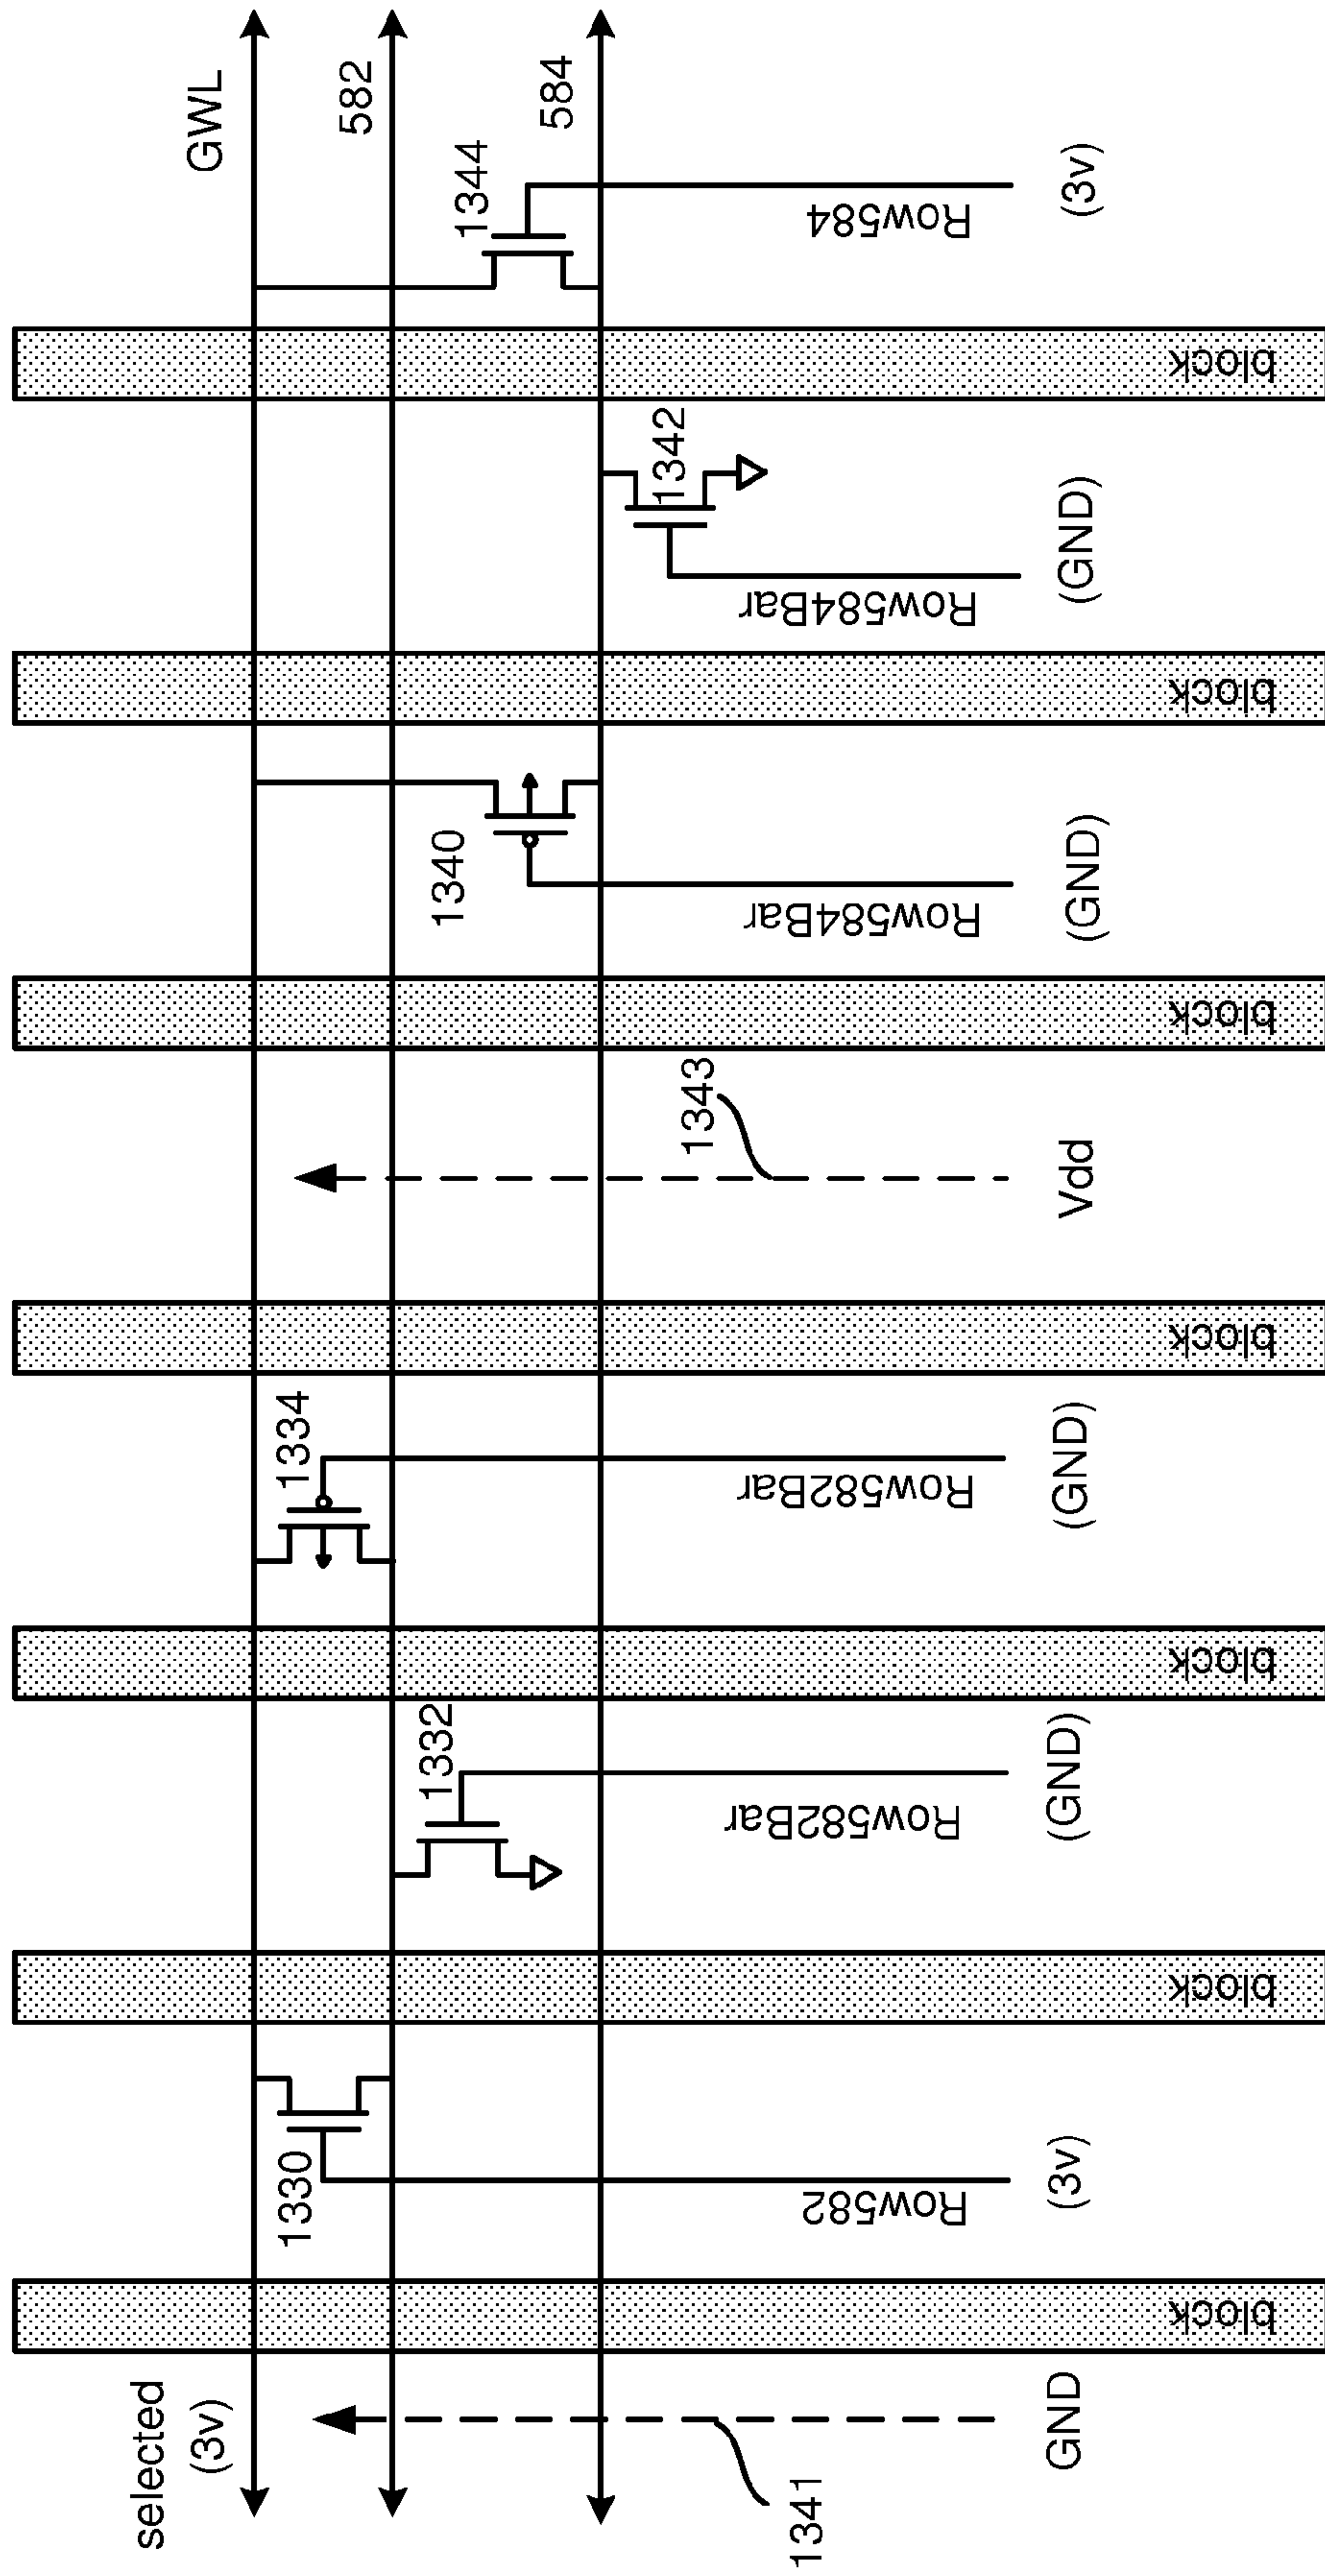 GWL
582
584
1344
Row584
(3v)
block
1342
Row584Bar
(GND)
block
1340
Row584Bar
(GND)
block
1343
Vdd
block
1334
Row582Bar
(GND)
block
1332
Row582Bar
(GND)
block
1330
Row582
(3v)
block
selected
(3v)
1341
GND